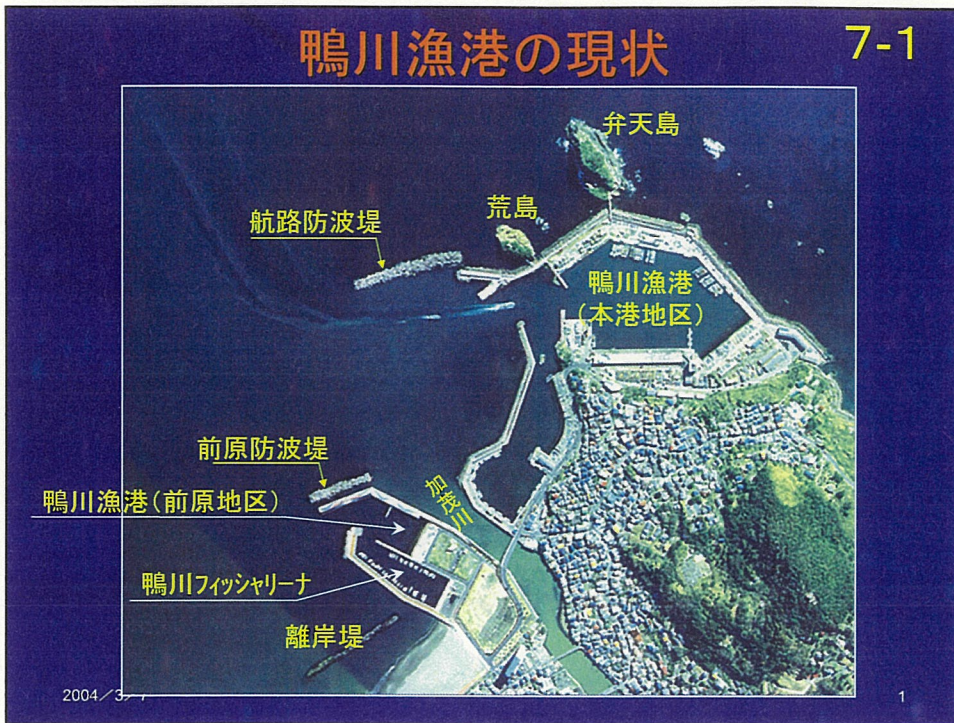 鴨川漁港の現状
7-1
弁天島
荒島
航路防波堤
鴨川漁港
(本港地区)
前原防波堤
加茂川
鴨川漁港(前原地区)
鴨川フィッシャリーナ
離岸堤
2004/3/7
1